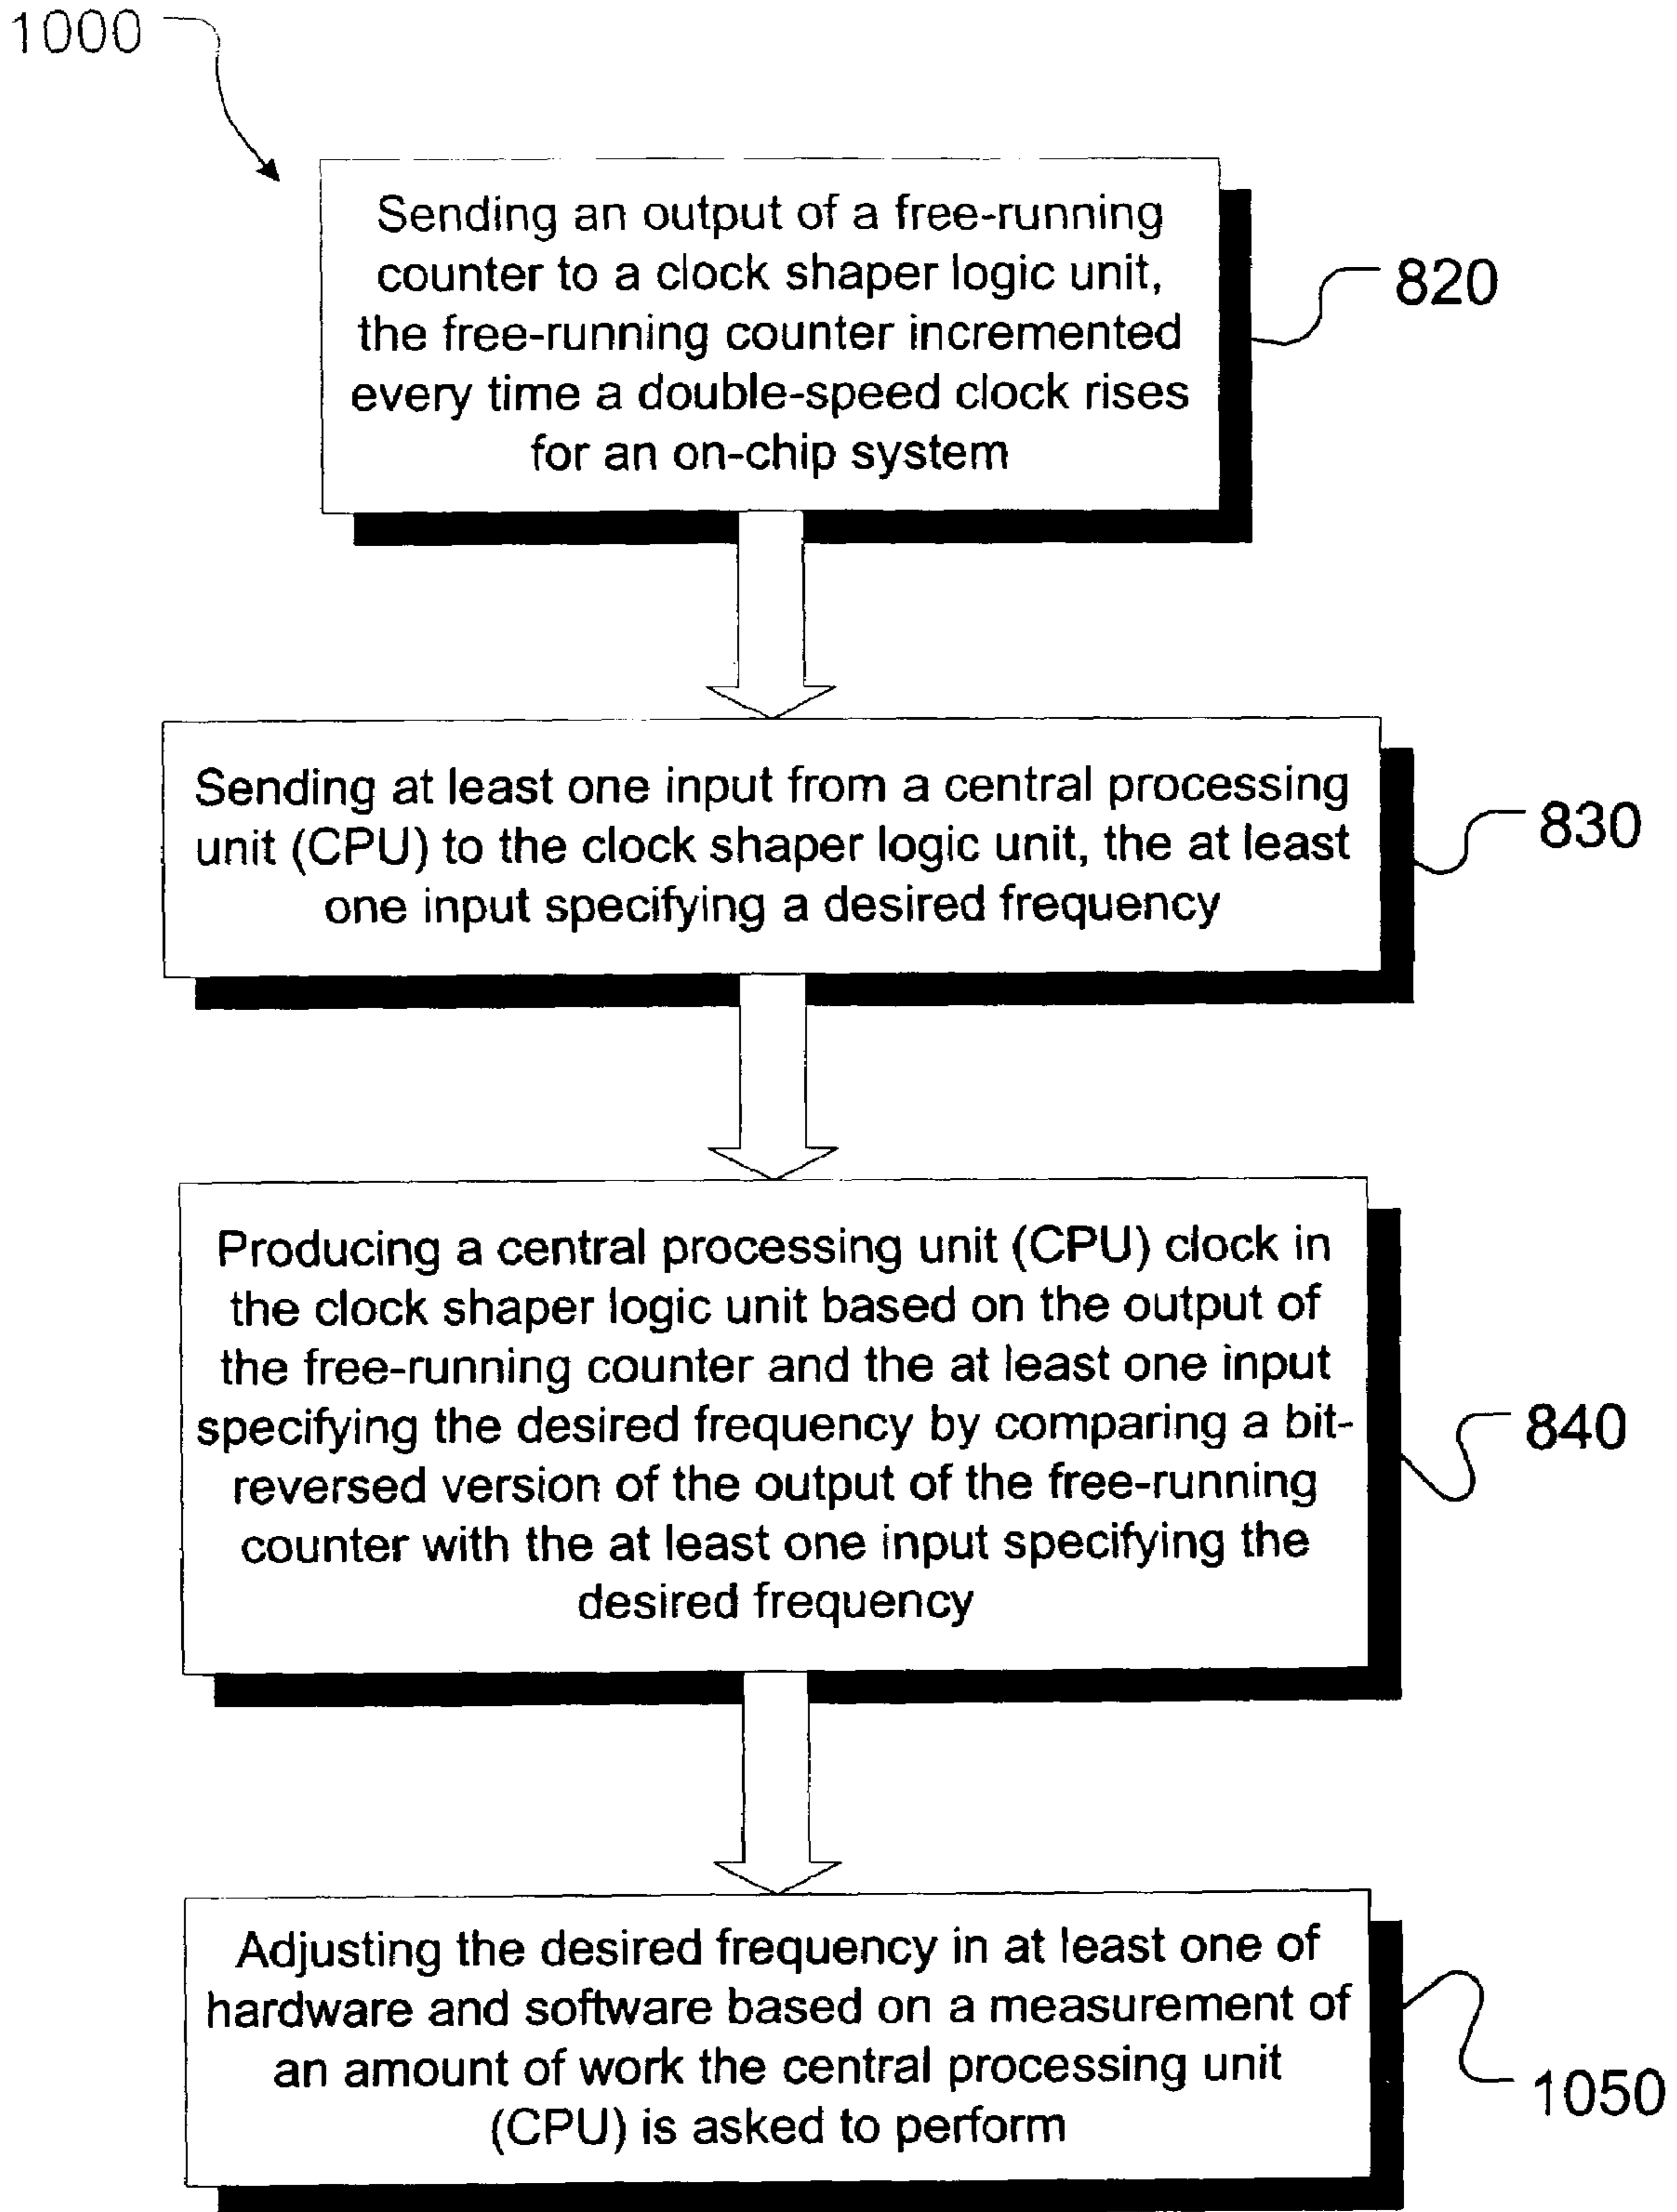 1000
Sending an output of a free-running
counter to a clock shaper logic unit,
the free-running counter incremented
every time a double-speed clock rises
for an on-chip system
820
Sending at least one input from a central processing
unit (CPU) to the clock shaper logic unit, the at least
one input specifying a desired frequency
830
Producing a central processing unit (CPU) clock in
the clock shaper logic unit based on the output of
the free-running counter and the at least one input
specifying the desired frequency by comparing a bit-
reversed version of the output of the free-running
counter with the at least one input specifying the
desired frequency
840
Adjusting the desired frequency in at least one of
hardware and software based on a measurement of
an amount of work the central processing unit
(CPU) is asked to perform
1050